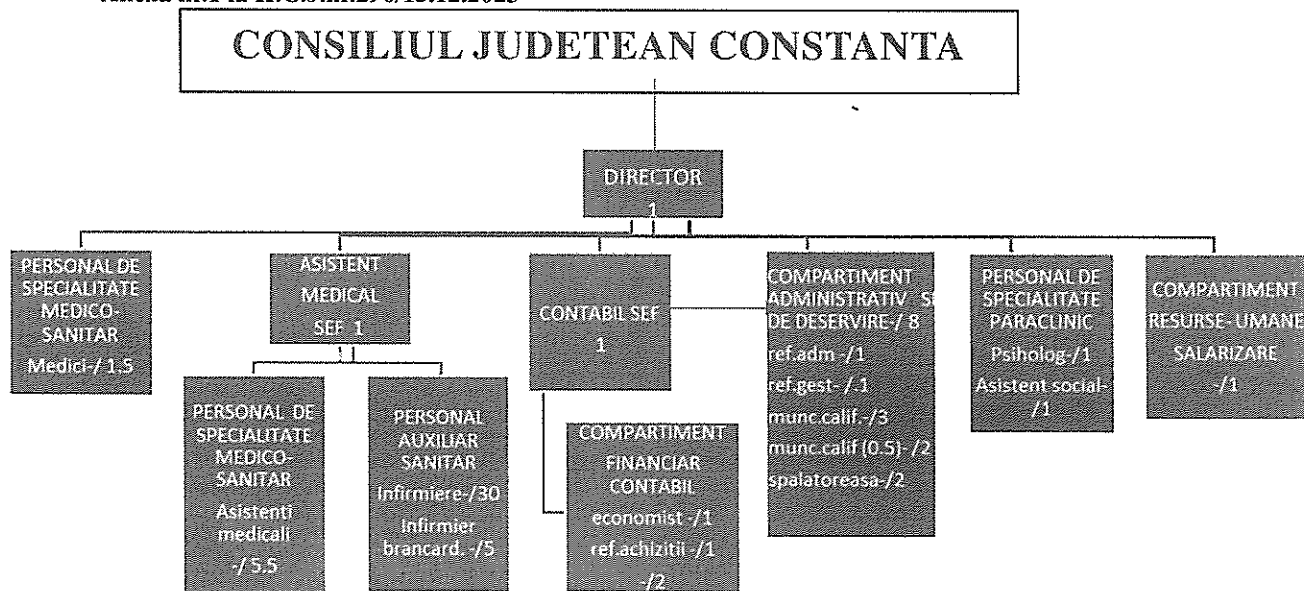 CONSILIUL JUDETEAN CONSTANTA
DIRECTOR
1
PERSONAL DE
SPECIALITATE
MEDICO-
SANITAR
Medici-/ 1.5
ASISTENT
MEDICAL
SEF 1
CONTABIL SEF
1
COMPARTIMENT
ADMINISTRATIV S
DE DESERVIRE-/ 8
ref.adm -/1
ref.gest- /.1
munc.calif.-/3
munc.calif (0.5)- /2
spalatoreasa-/2
PERSONAL DE
SPECIALITATE
PARACLINIC
Psiholog-/1
Asistent social-
/1
COMPARTIMENT
RESURSE- UMANE
SALARIZARE
-/1
PERSONAL DE
SPECIALITATE
MEDICO-
SANITAR
Asistenti
medicali
-/ 5.5
PERSONAL
AUXILIAR
SANITAR
Infirmiere-/30
Infirmier
brancard. -/5
COMPARTIMENT
FINANCIAR
CONTABIL
economist -/1
ref.achizitii -/1
-/2